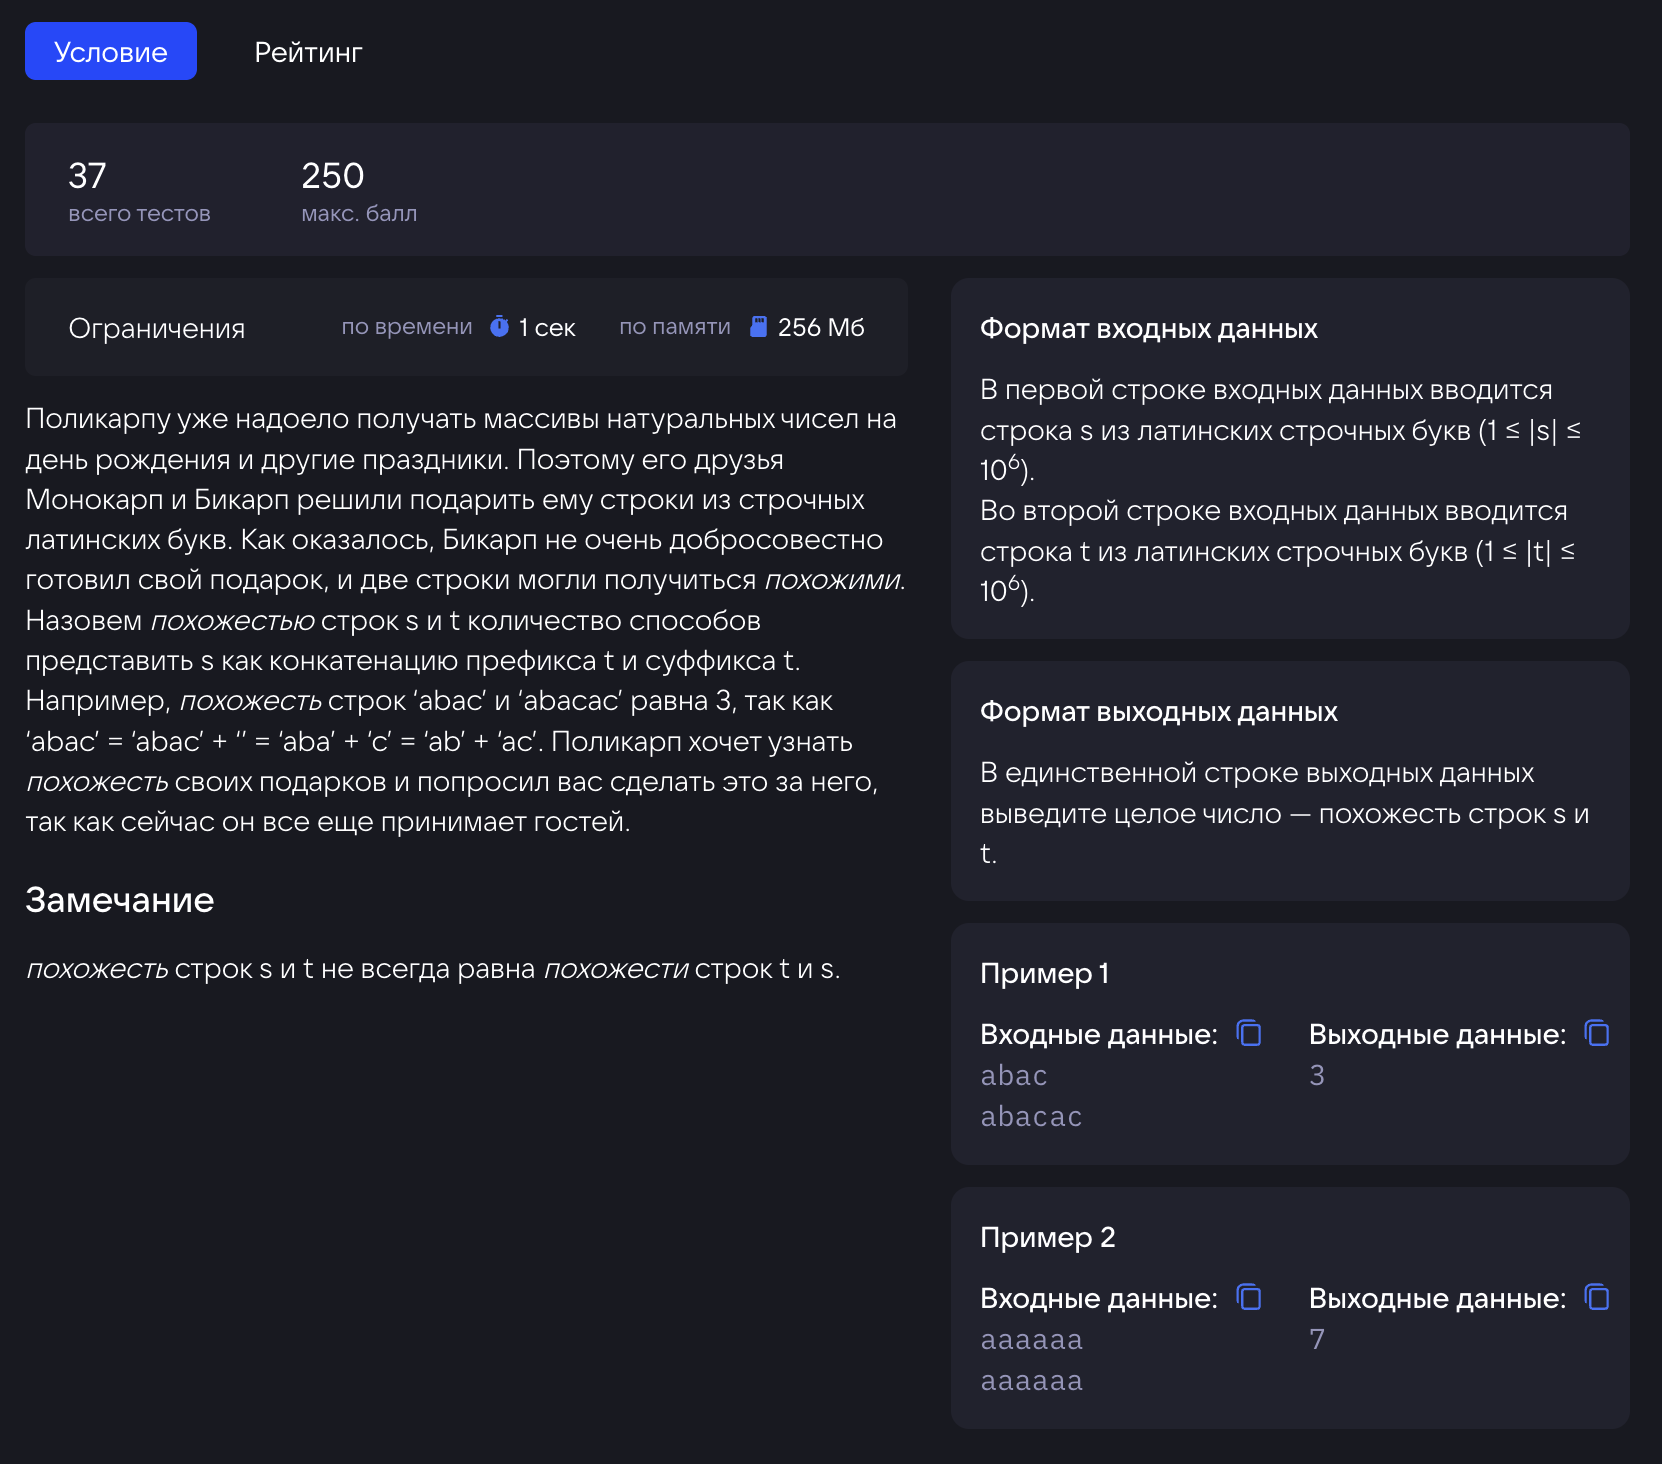 Условие
Рейтинг
37
всего тестов
250
макс. балл
Ограничения
по времени 1 сек
по памяти 256 Мб
Поликарпу уже надоело получать массивы натуральных чисел на
день рождения и другие праздники. Поэтому его друзья
Монокарп и Бикарп решили подарить ему строки из строчных
латинских букв. Как оказалось, Бикарп не очень добросовестно
готовил свой подарок, и две строки могли получиться похожими.
Назовем похожестью строк s и t количество способов
представить s как конкатенацию префикса t и суффикса t.
Например, похожесть строк ‘abac’ и ‘abacac’ равна 3, так как
‘abac’ = ‘abac’ + ‘’ = ‘aba’ + ‘c’ = ‘ab’ + ‘ac’. Поликарп хочет узнать
похожесть своих подарков и попросил вас сделать это за него,
так как сейчас он все еще принимает гостей.
Замечание
похожесть строк s и t не всегда равна похожести строк t и s.
Формат входных данных
В первой строке входных данных вводится
строка s из латинских строчных букв (1 ≤ |s| ≤
10⁶).
Во второй строке входных данных вводится
строка t из латинских строчных букв (1 ≤ |t| ≤
10⁶).
Формат выходных данных
В единственной строке выходных данных
выведите целое число — похожесть строк s и
t.
Пример 1
Входные данные:
abac
abacac
Выходные данные:
3
Пример 2
Входные данные:
aaaaaa
aaaaaa
Выходные данные:
7